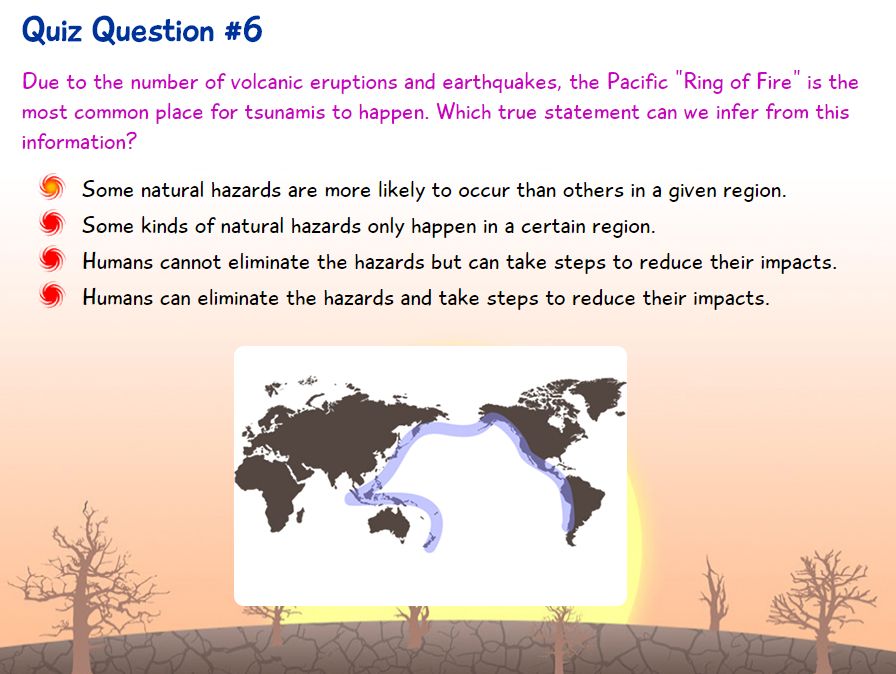 Quiz Question #6
Due to the number of volcanic eruptions and earthquakes, the Pacific "Ring of Fire" is the
most common place for tsunamis to happen. Which true statement can we infer from this
information?
Some natural hazards are more likely to occur than others in a given region.
Some kinds of natural hazards only happen in a certain region.
Humans cannot eliminate the hazards but can take steps to reduce their impacts.
Humans can eliminate the hazards and take steps to reduce their impacts.